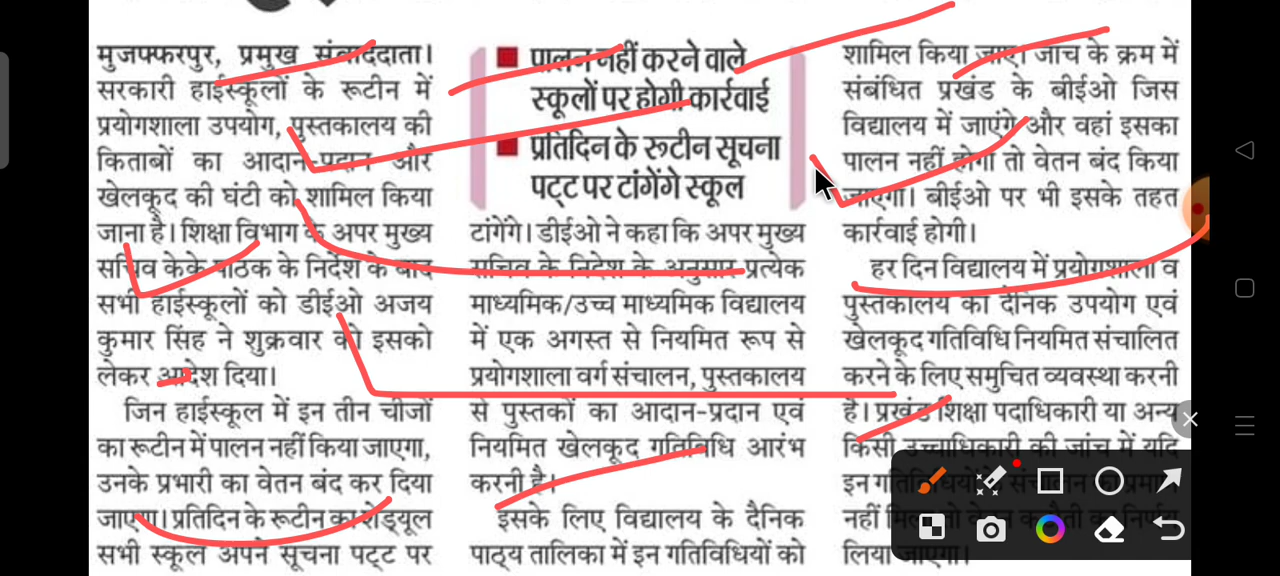 मुजफ्फरपुर, प्रमुख संवाददाता।
सरकारी हाईस्कूलों के रूटीन में
प्रयोगशाला उपयोग, पुस्तकालय की
किताबों का आदान-प्रदान और
खेलकूद की घंटी को शामिल किया
जाना है। शिक्षा विभाग के अपर मुख्य
सचिव केके पाठक के निर्देश के बाद
सभी हाईस्कूलों को डीईओ अजय
कुमार सिंह ने शुक्रवार को इसको
लेकर आदेश दिया।
जिन हाईस्कूल में इन तीन चीजों
का रूटीन में पालन नहीं किया जाएगा,
उनके प्रभारी का वेतन बंद कर दिया
जाएगा। प्रतिदिन के रूटीन का शेड्यूल
सभी स्कूल अपने सूचना पट्ट पर
पालन नहीं करने वाले
स्कूलों पर होगी कार्रवाई
प्रतिदिन के रूटीन सूचना
पट्ट पर टांगेंगे स्कूल
टांगेंगे। डीईओ ने कहा कि अपर मुख्य
सचिव के निदेश के अनुसार प्रत्येक
माध्यमिक/उच्च माध्यमिक विद्यालय
में एक अगस्त से नियमित रूप से
प्रयोगशाला वर्ग संचालन, पुस्तकालय
से पुस्तकों का आदान-प्रदान एवं
नियमित खेलकूद गतिविधि आरंभ
करनी है।
इसके लिए विद्यालय के दैनिक
पाठ्य तालिका में इन गतिविधियों को
शामिल किया जाए। जांच के क्रम में
संबंधित प्रखंड के बीईओ जिस
विद्यालय में जाएंगे और वहां इसका
पालन नहीं होगा तो वेतन बंद किया
जाएगा। बीईओ पर भी इसके तहत
कार्रवाई होगी।
हर दिन विद्यालय में प्रयोगशाला व
पुस्तकालय का दैनिक उपयोग एवं
खेलकूद गतिविधि नियमित संचालित
करने के लिए समुचित व्यवस्था करनी
है। प्रखंड शिक्षा पदाधिकारी या अन्य
किसी उच्चाधिकारी की जांच में यदि
इन गतिविधियों के संचालन का प्रमाण
नहीं
लिया जाएगा।